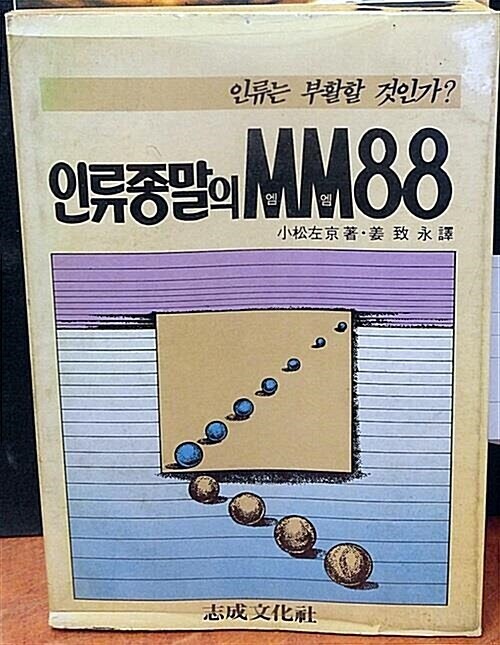 인류는 부활할 것인가?
인류종말의 MM88
엠 엠
小松左京 著·姜致永 譯
志成文化社